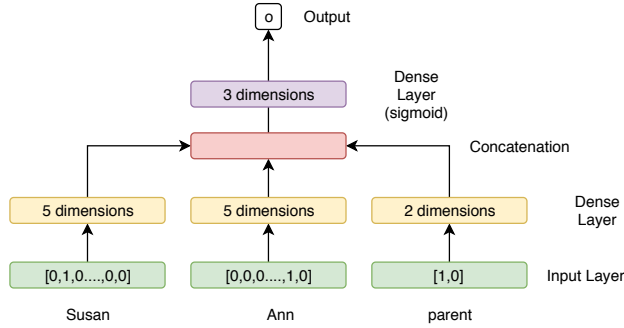 o Output
3 dimensions
Dense
Layer
(sigmoid)
Concatenation
5 dimensions 5 dimensions 2 dimensions
Dense
Layer
[0,1,0....,0,0] [0,0,0....,1,0] [1,0] Input Layer
Susan Ann parent